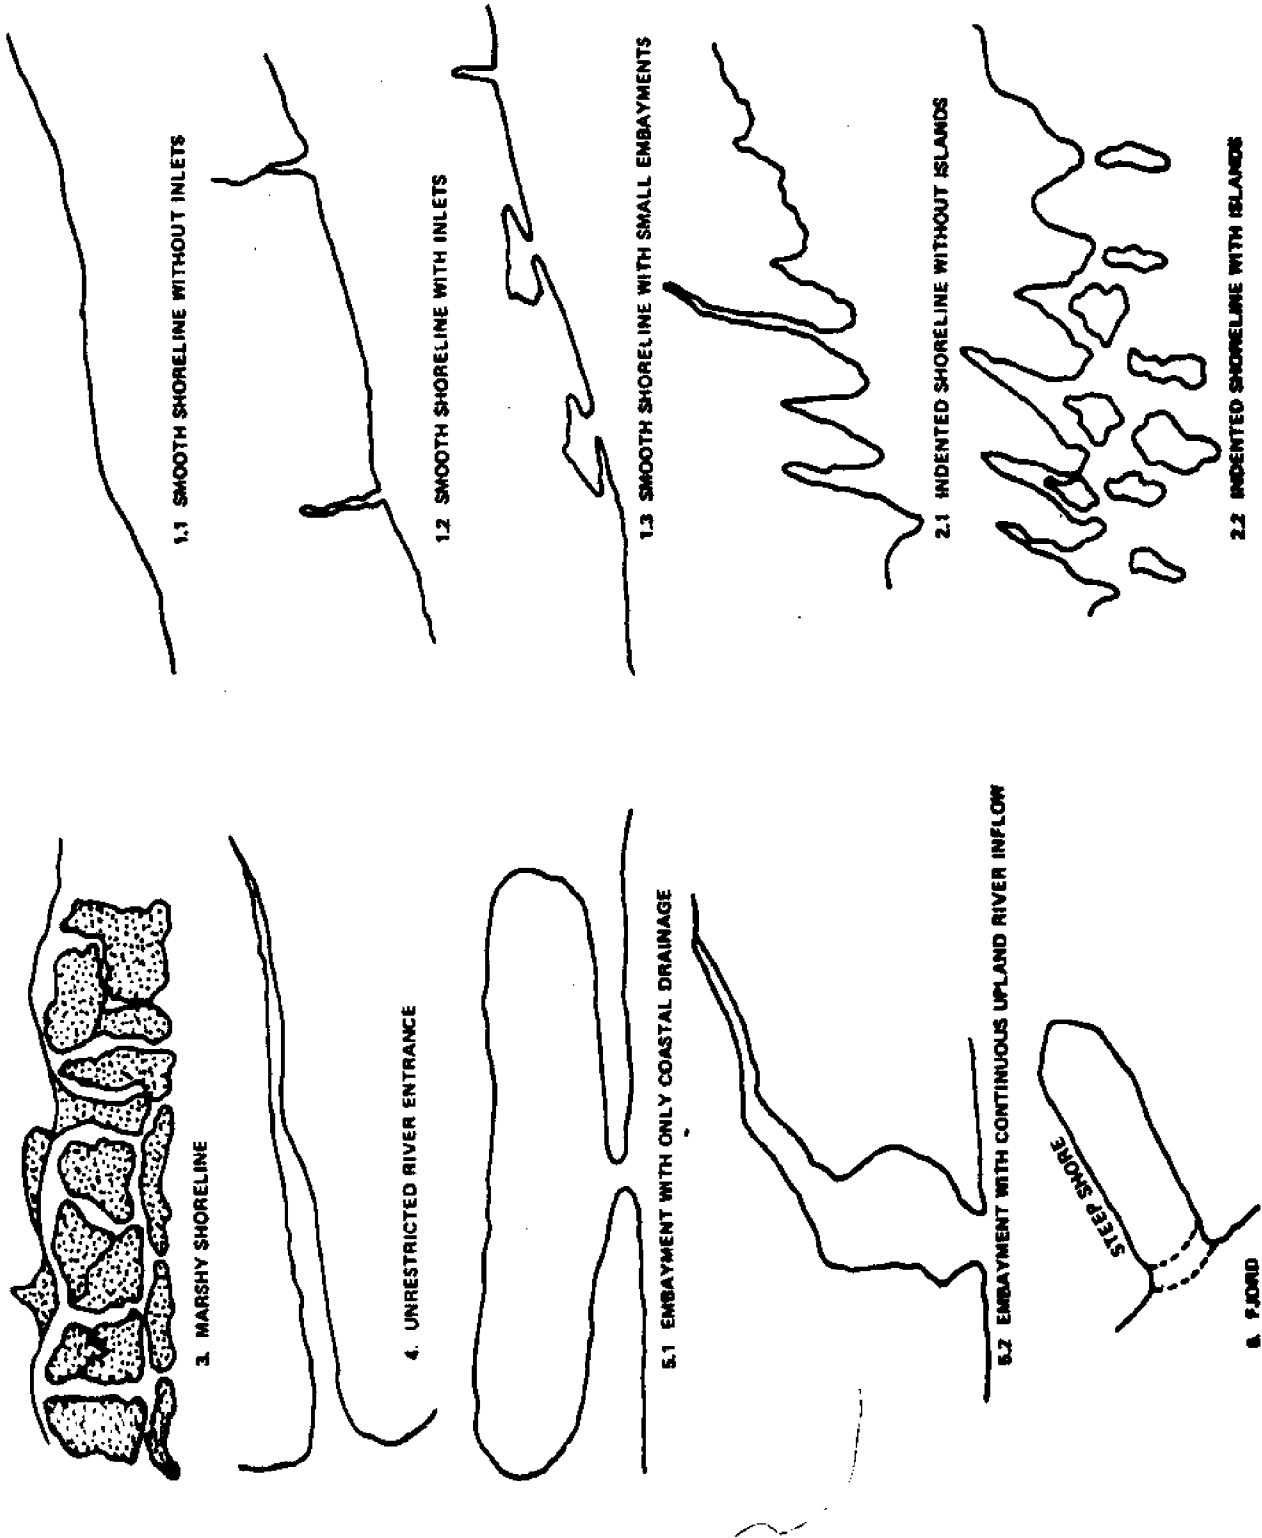 1.1 SMOOTH SHORELINE WITHOUT INLETS
1.2 SMOOTH SHORELINE WITH INLETS
1.3 SMOOTH SHORELINE WITH SMALL EMBAYMENTS
2.1 INDENTED SHORELINE WITHOUT ISLANDS
2.2 INDENTED SHORELINE WITH ISLANDS
3. MARSHY SHORELINE
4. UNRESTRICTED RIVER ENTRANCE
5.1 EMBAYMENT WITH ONLY COASTAL DRAINAGE
5.2 EMBAYMENT WITH CONTINUOUS UPLAND RIVER INFLOW
STEEP SHORE
6. FJORD